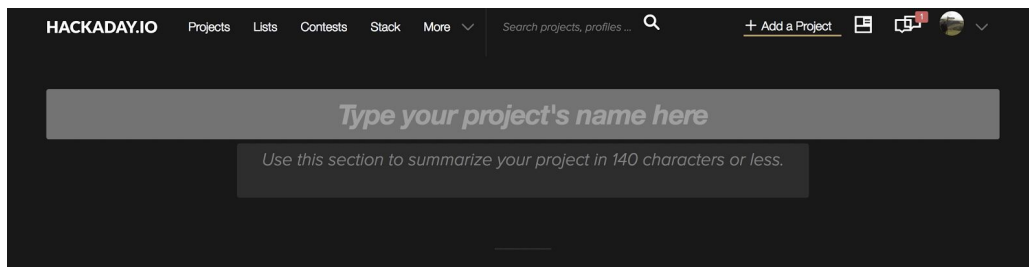 HACKADAY.IO Projects Lists Contests Stack More Search projects, profiles ... + Add a Project 1
Type your project's name here
Use this section to summarize your project in 140 characters or less.